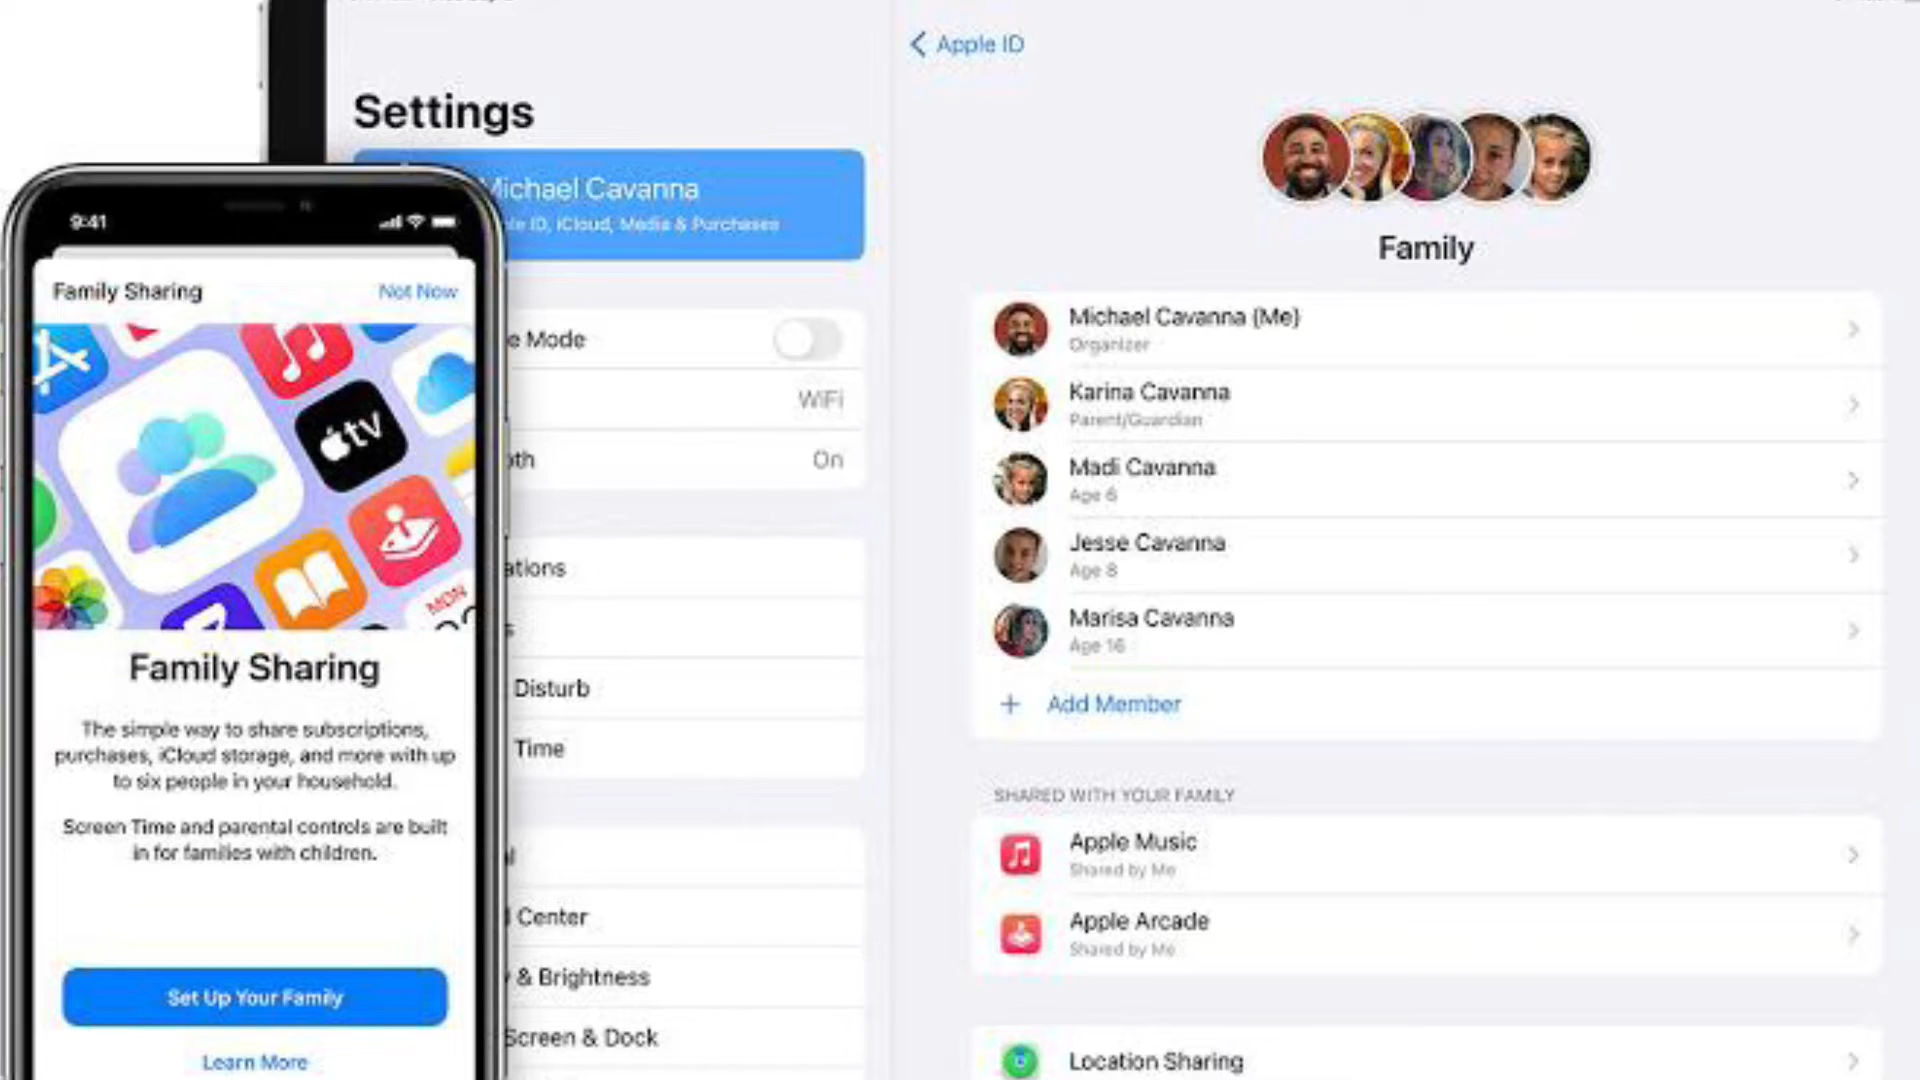 9:41
Family Sharing
Not Now
tv
MON
Family Sharing
The simple way to share subscriptions,
purchases, iCloud storage, and more with up
to six people in your household.
Screen Time and parental controls are built
in for families with children.
Set Up Your Family
Learn More
Settings
Michael Cavanna
ID, iCloud, Media & Purchases
Mode
WiFi
On
Disturb
Time
Center
& Brightness
Screen & Dock
Apple ID
Family
Michael Cavanna (Me)
Organizer
Karina Cavanna
Parent/Guardian
Madi Cavanna
Age 6
Jesse Cavanna
Age 8
Marisa Cavanna
Age 16
+ Add Member
SHARED WITH YOUR FAMILY
Apple Music
Shared by Me
Apple Arcade
Shared by Me
Location Sharing